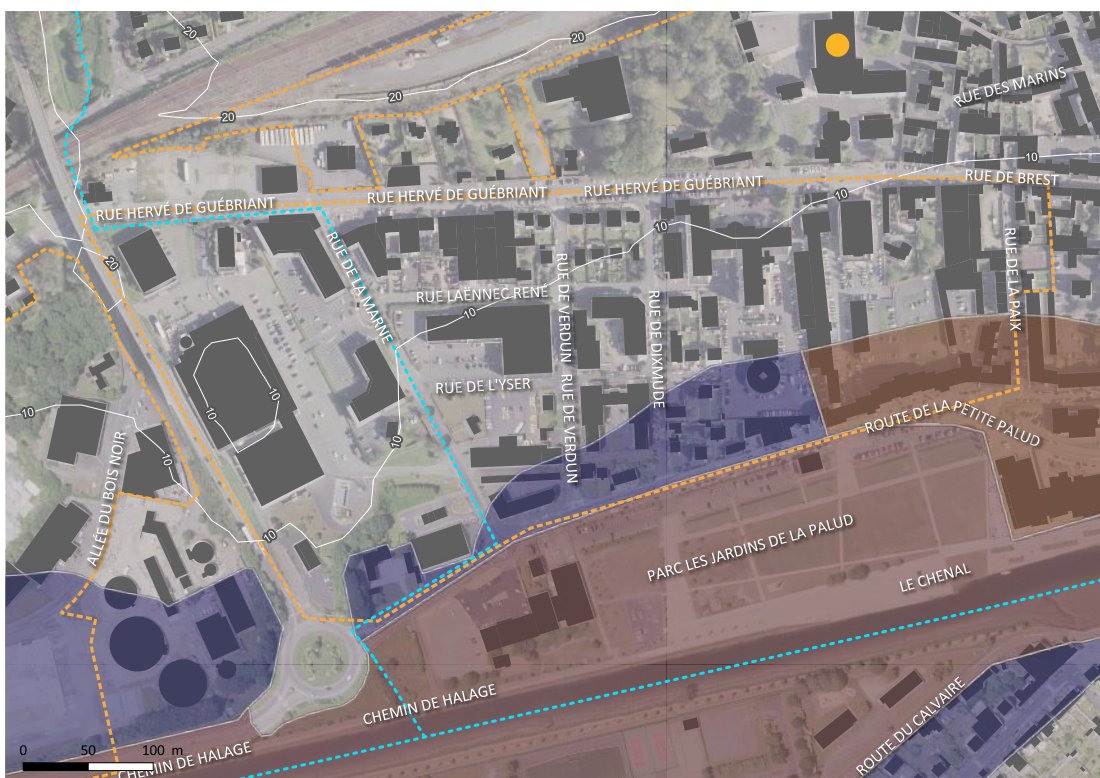 20
20
20
20
RUE DES MARINS
10
RUE DE BREST
RUE HERVÉ DE GUÉBRIANT
RUE HERVÉ DE GUÉBRIANT
RUE HERVÉ DE GUÉBRIANT
10
10
20
RUE DE LA MARNE
RUE DE LA PAIX
RUE LAËNNEC RENÉ
10
RUE DE VERDUN
RUE DE DIXMUDE
RUE DE L'YSER
RUE DE VERDUN
10
10
10
10
10
10
ROUTE DE LA PETITE PALUD
ALLÉE DU BOIS NOIR
PARC LES JARDINS DE LA PALUD
LE CHENAL
CHEMIN DE HALAGE
ROUTE DU CALVAIRE
CHEMIN DE HALAGE
0 50 100 m